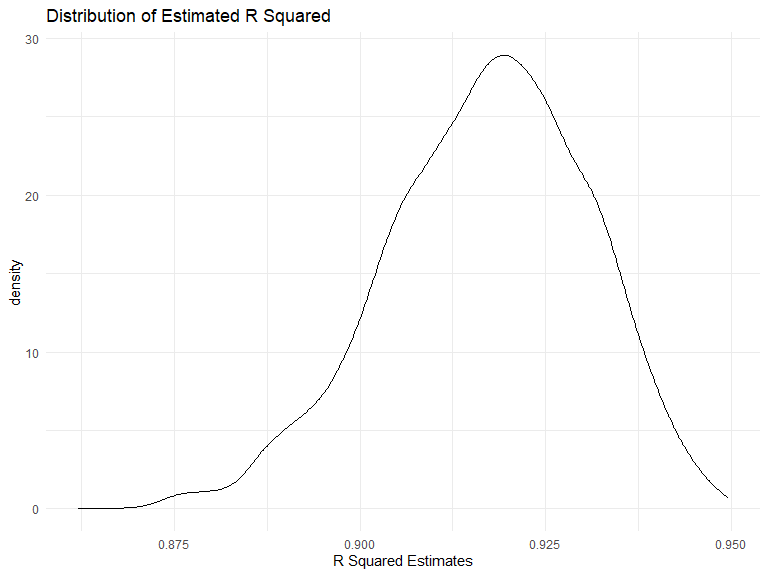 Distribution of Estimated R Squared
30
20
10
0
density
0.875 0.900 0.925 0.950
R Squared Estimates